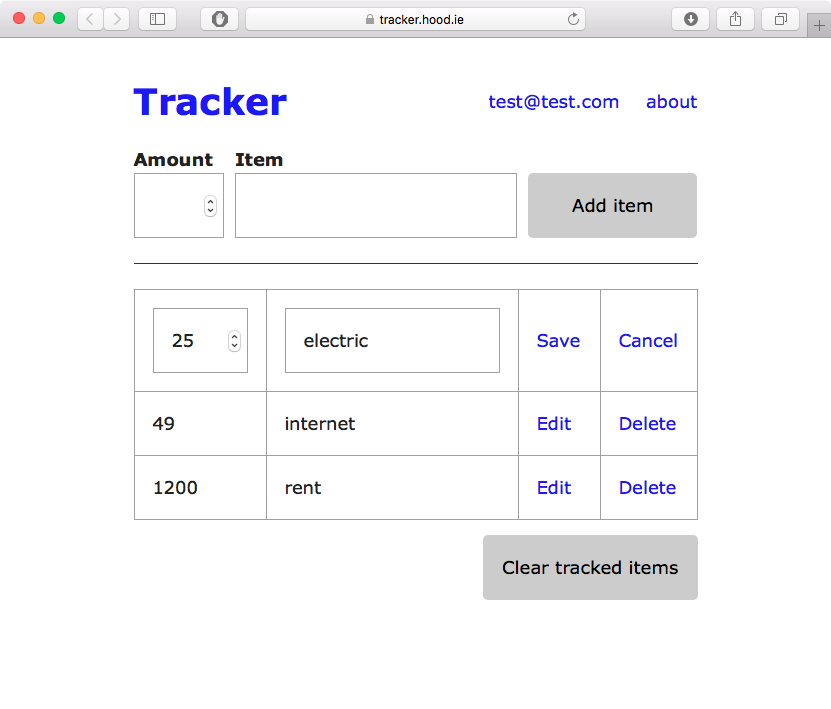 tracker.hood.ie
Tracker test@test.com about
Amount Item
Add item
25 electric Save Cancel
49 internet Edit Delete
1200 rent Edit Delete
Clear tracked items